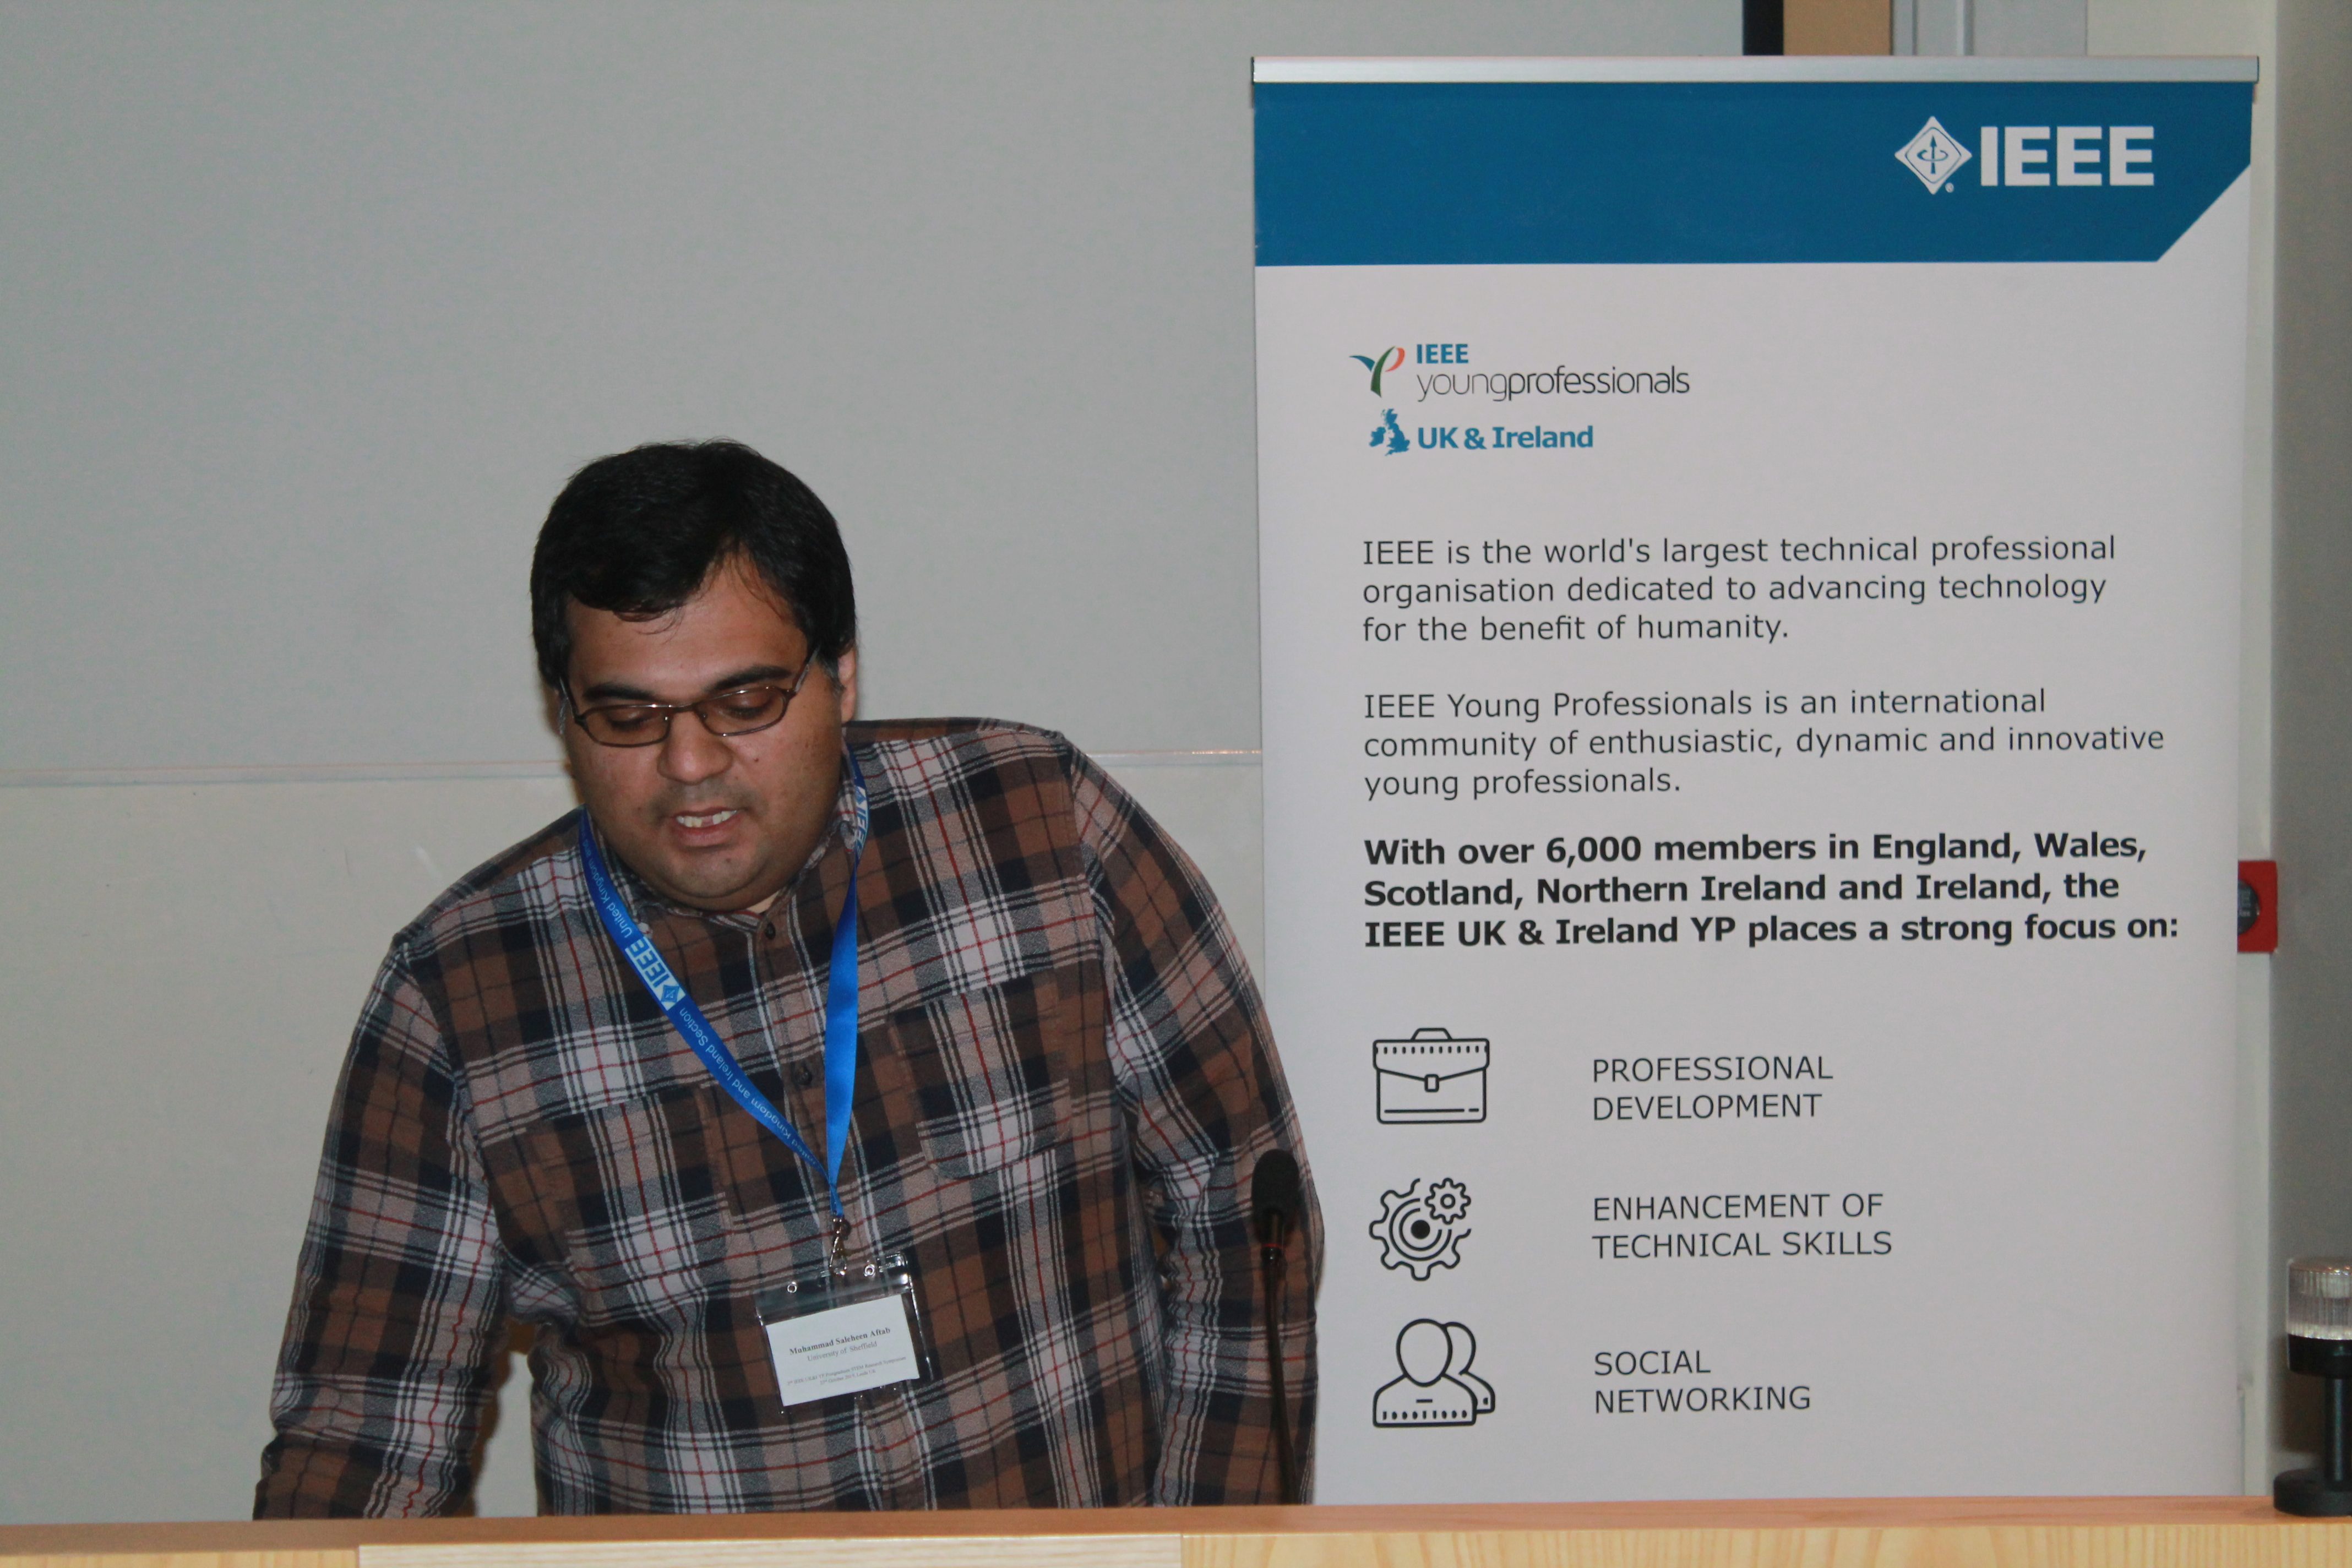 IEEE
IEEE
youngprofessionals
UK & Ireland
IEEE is the world's largest technical professional
organisation dedicated to advancing technology
for the benefit of humanity.
IEEE Young Professionals is an international
community of enthusiastic, dynamic and innovative
young professionals.
With over 6,000 members in England, Wales,
Scotland, Northern Ireland and Ireland, the
IEEE UK & Ireland YP places a strong focus on:
PROFESSIONAL
DEVELOPMENT
ENHANCEMENT OF
TECHNICAL SKILLS
SOCIAL
NETWORKING
United Kingdom
IEEE
United Kingdom and Ireland Section
IEEE
Muhammad Saleheen Aftab
University of Sheffield